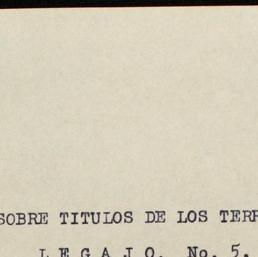 SOBRE TITULOS DE LOS TERR
L E G A J O. No. 5.